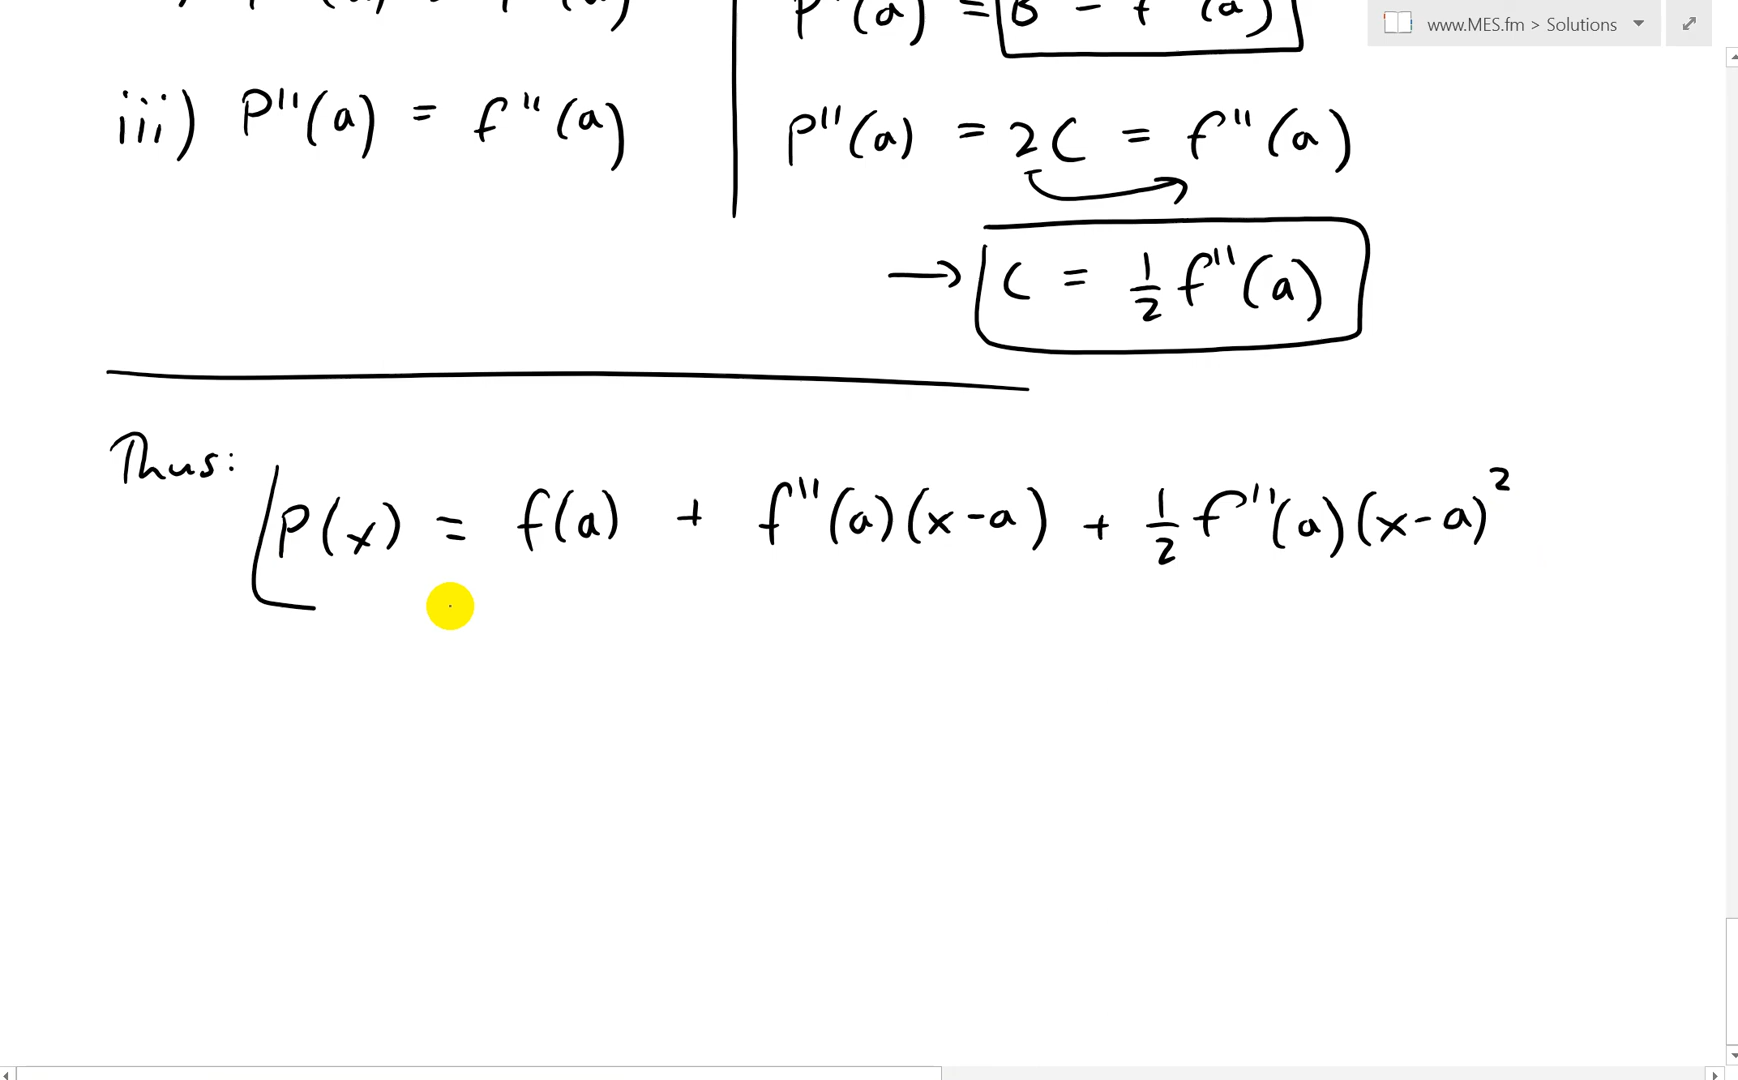 www.MES.fm > Solutions
iii) P''(a) = f''(a)
P''(a) = 2C = f''(a)
→ C = 1/2 f''(a)
Thus:
P(x) = f(a) + f''(a)(x-a) + 1/2 f''(a)(x-a)²